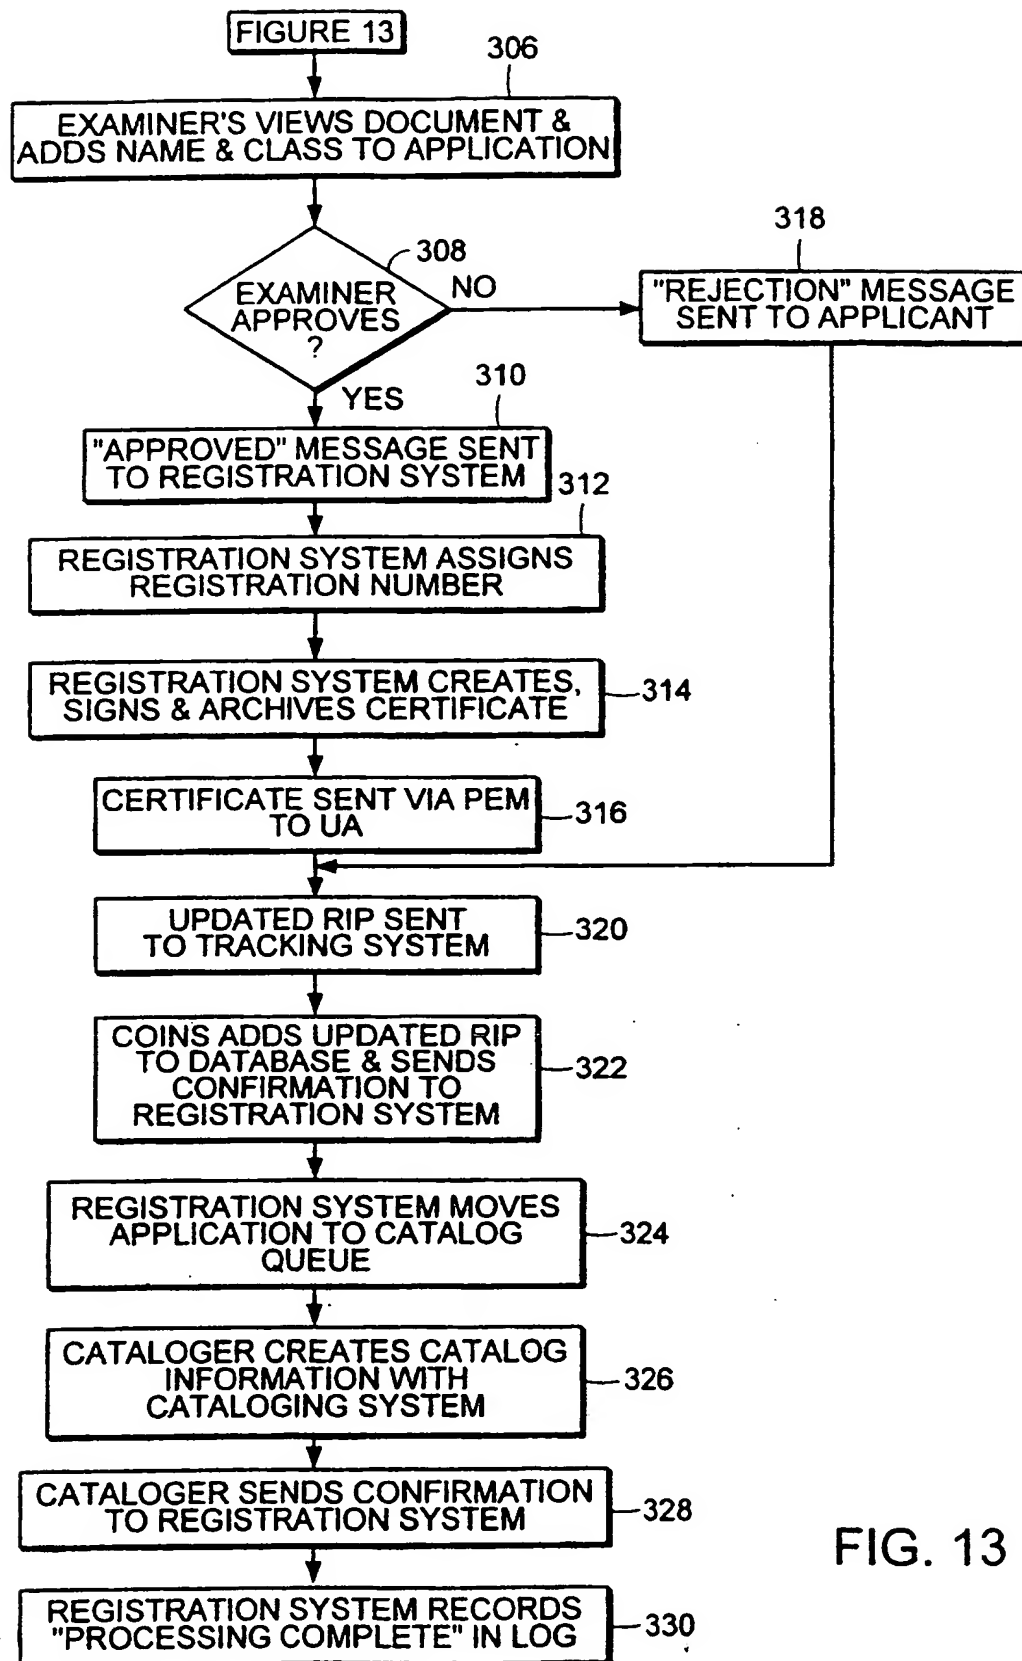 FIGURE 13
306
EXAMINER'S VIEWS DOCUMENT &
ADDS NAME & CLASS TO APPLICATION
308
EXAMINER
APPROVES
?
NO
318
"REJECTION" MESSAGE
SENT TO APPLICANT
YES
310
"APPROVED" MESSAGE SENT
TO REGISTRATION SYSTEM
312
REGISTRATION SYSTEM ASSIGNS
REGISTRATION NUMBER
REGISTRATION SYSTEM CREATES,
SIGNS & ARCHIVES CERTIFICATE
314
CERTIFICATE SENT VIA PEM
TO UA
316
UPDATED RIP SENT
TO TRACKING SYSTEM
320
COINS ADDS UPDATED RIP
TO DATABASE & SENDS
CONFIRMATION TO
REGISTRATION SYSTEM
322
REGISTRATION SYSTEM MOVES
APPLICATION TO CATALOG
QUEUE
324
CATALOGER CREATES CATALOG
INFORMATION WITH
CATALOGING SYSTEM
326
CATALOGER SENDS CONFIRMATION
TO REGISTRATION SYSTEM
328
FIG. 13
REGISTRATION SYSTEM RECORDS
"PROCESSING COMPLETE" IN LOG
330